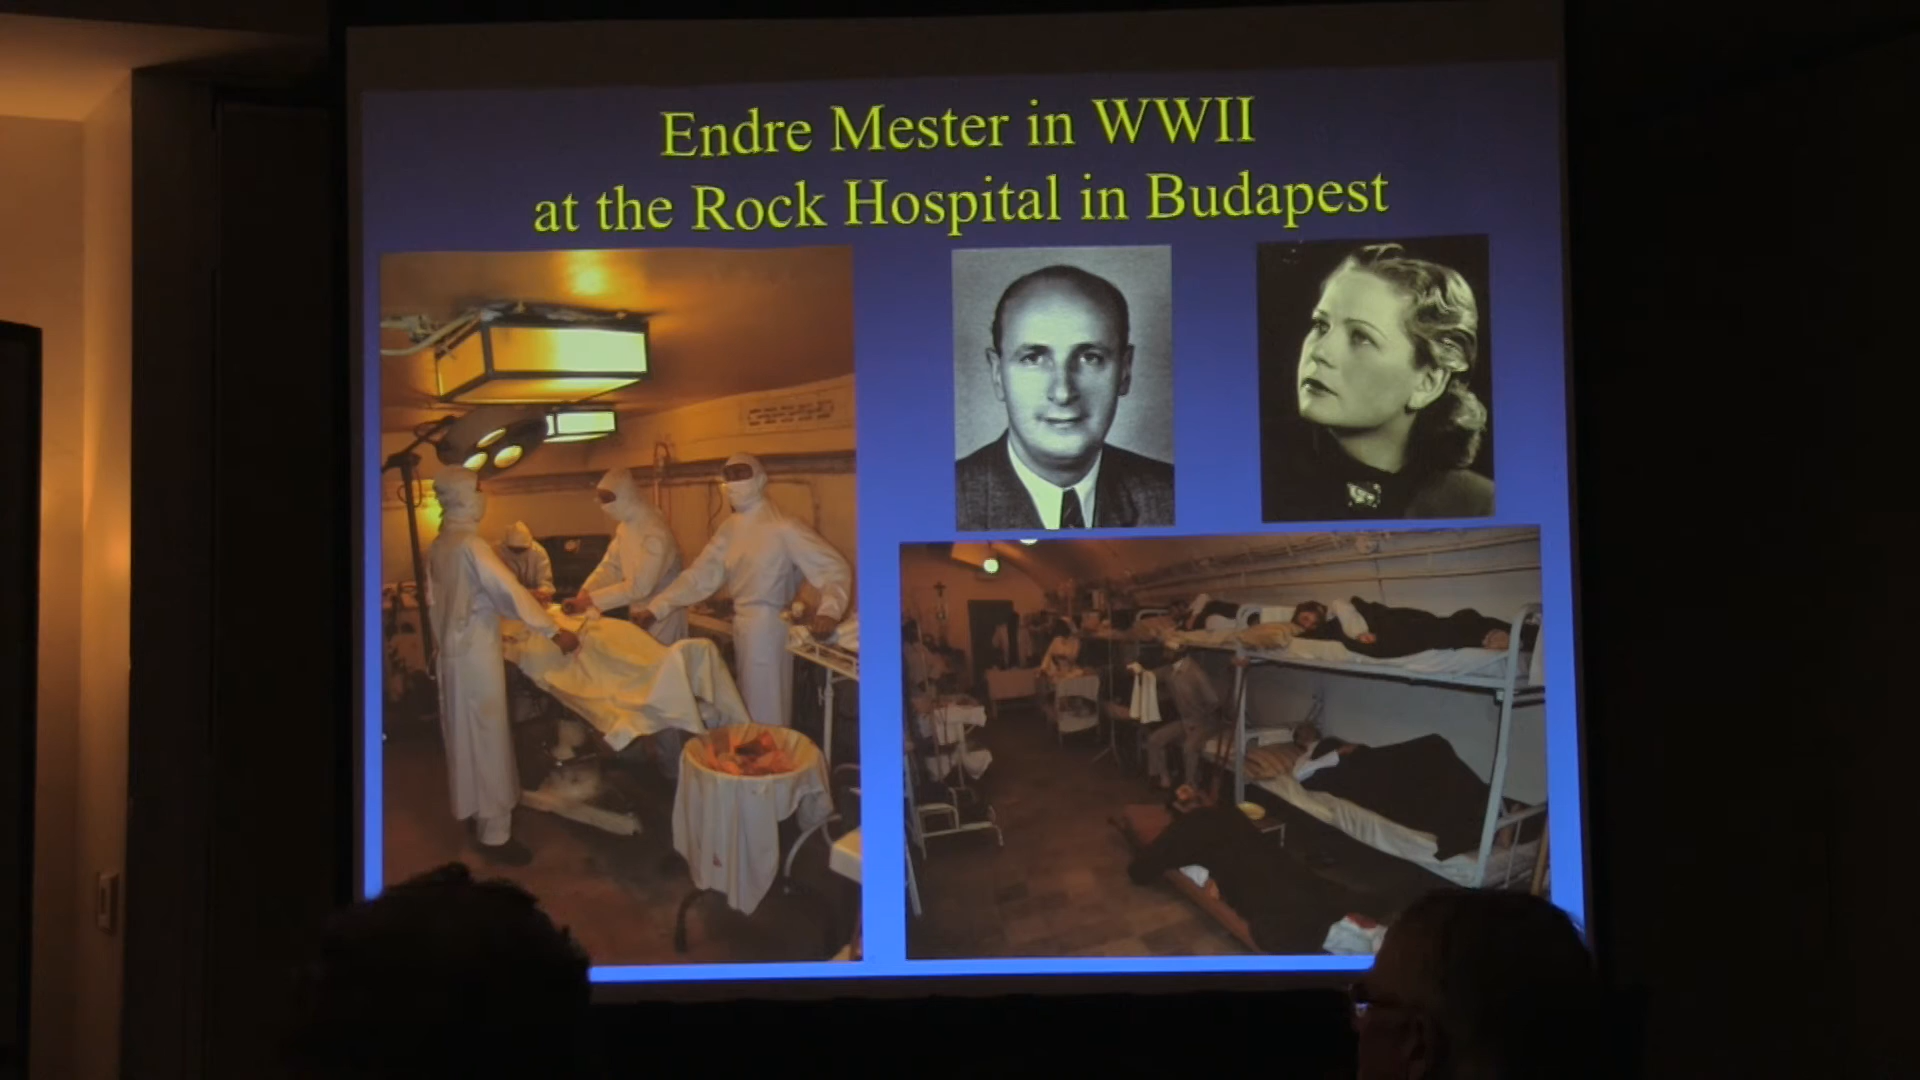 Endre Mester in WWII
at the Rock Hospital in Budapest